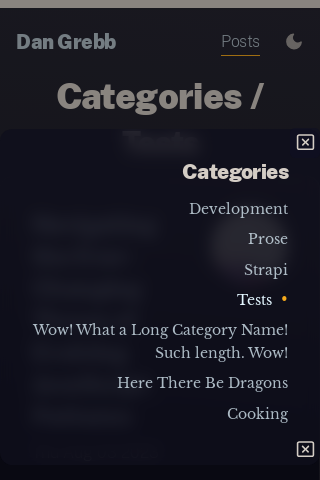 Dan Grebb
Posts
Categories /
Tests
Categories
Development
Prose
Strapi
Tests •
Wow! What a Long Category Name!
Such length. Wow!
Here There Be Dragons
Cooking